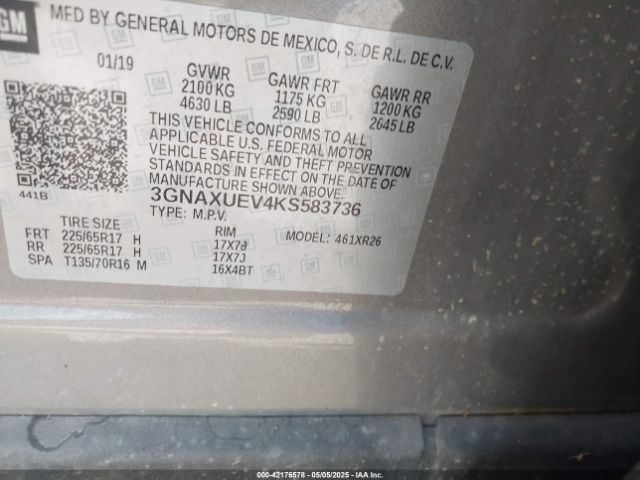 GM
MFD BY GENERAL MOTORS DE MEXICO, S. DE R.L. DE C.V.
01/19
GVWR GAWR FRT GAWR RR
2100 KG 1175 KG 1200 KG
4630 LB 2590 LB 2645 LB
THIS VEHICLE CONFORMS TO ALL
APPLICABLE U.S. FEDERAL MOTOR
VEHICLE SAFETY AND THEFT PREVENTION
STANDARDS IN EFFECT ON THE DATE OF
MANUFACTURE SHOWN ABOVE.
441B
3GNAXUEV4KS583736
TYPE: M.P.V. MODEL: 461XR26
TIRE SIZE RIM
FRT 225/65R17 H 17X7J
RR 225/65R17 H 17X7J
SPA T135/70R16 M 16X4BT
000-42176578 - 05/05/2025 - Copyright IAA, Inc.